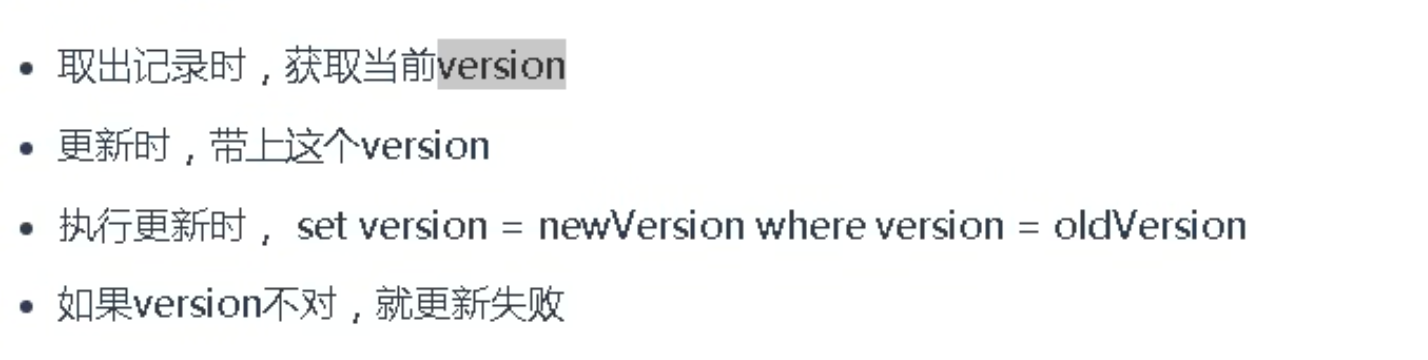 • 取出记录时，获取当前version
• 更新时，带上这个version
• 执行更新时， set version = newVersion where version = oldVersion
• 如果version不对，就更新失败